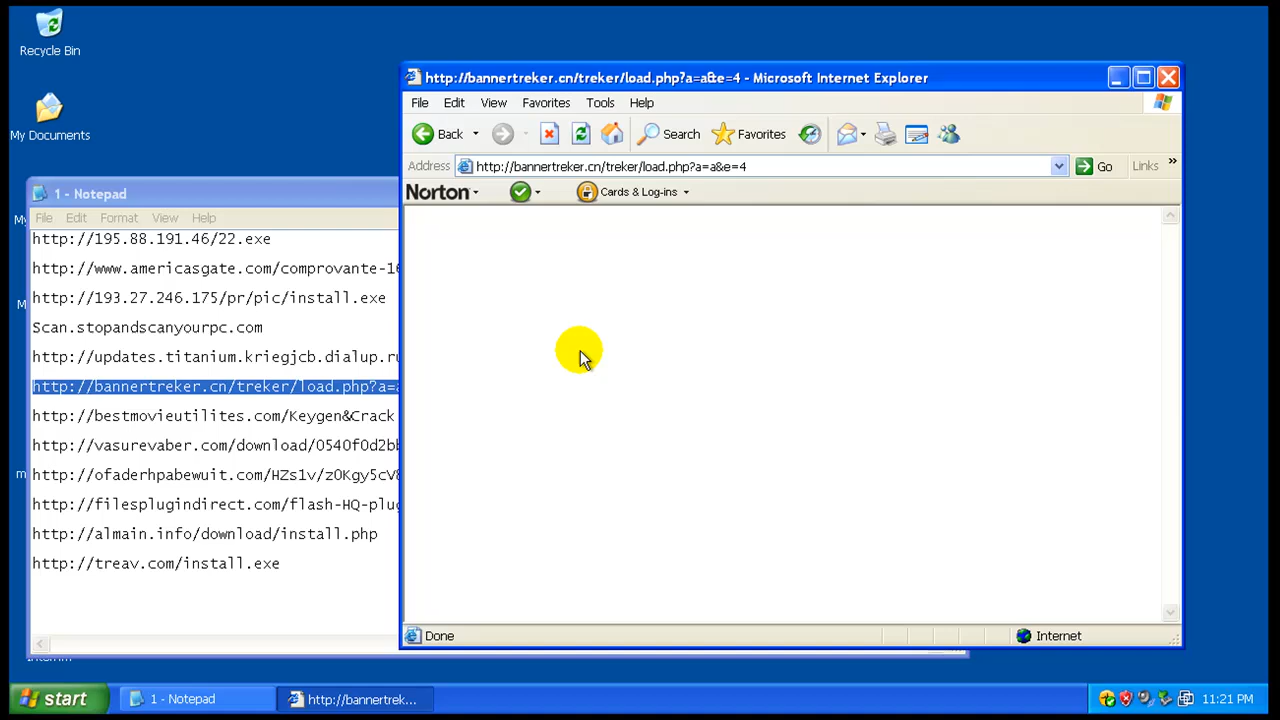 Recycle Bin
My Documents
http://bannertreker.cn/treker/load.php?a=a&e=4 - Microsoft Internet Explorer
File Edit View Favorites Tools Help
Back Search Favorites
Address http://bannertreker.cn/treker/load.php?a=a&e=4 Go Links »
Norton Cards & Log-ins
1 - Notepad
File Edit Format View Help
http://195.88.191.46/22.exe
http://www.americasgate.com/comprovante-16
http://193.27.246.175/pr/pic/install.exe
Scan.stopandscanyourpc.com
http://updates.titanium.kriegjcb.dialup.ru
http://bannertreker.cn/treker/load.php?a=a
http://bestmovieutilites.com/Keygen&Crack
http://vasurevaber.com/download/0540f0d2bb
http://ofaderhpabewuit.com/HZs1v/z0Kgy5cV8
http://filesplugindirect.com/flash-HQ-plug
http://almain.info/download/install.php
http://treav.com/install.exe
Done Internet
start 1 - Notepad http://bannertrek... 11:21 PM